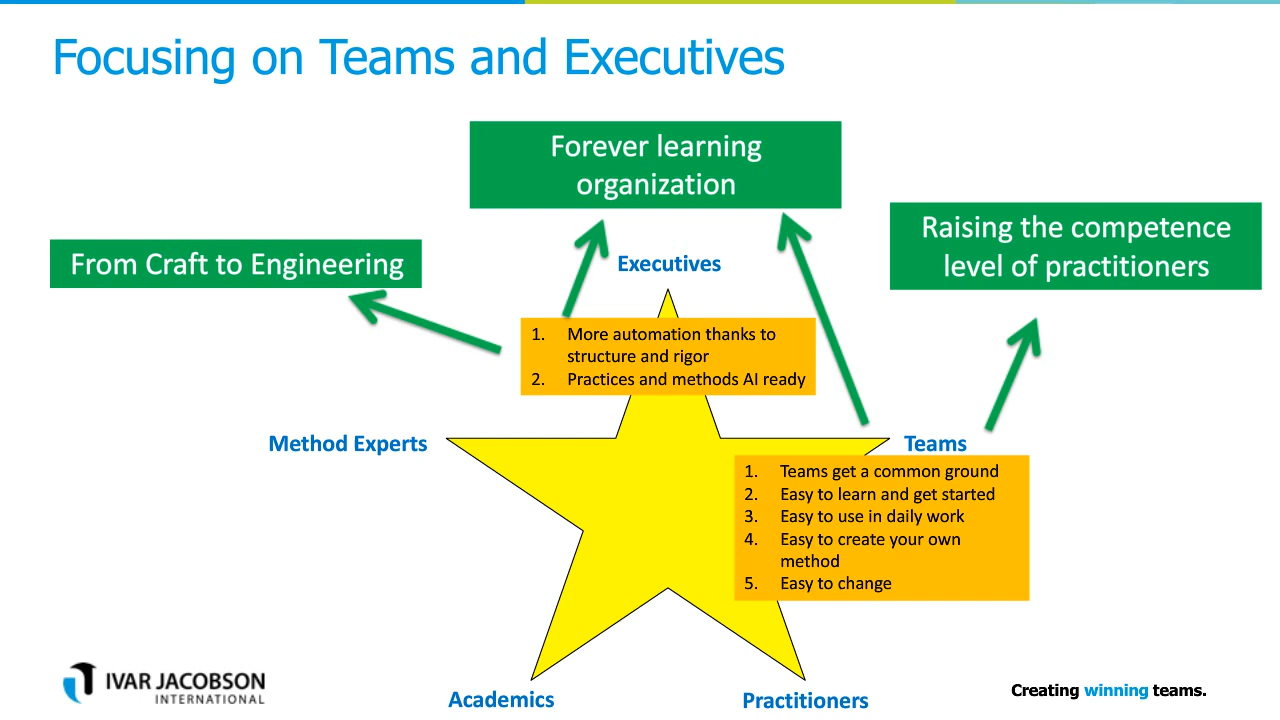 Focusing on Teams and Executives
Forever learning
organization
Raising the competence
level of practitioners
From Craft to Engineering
Executives
1. More automation thanks to
structure and rigor
2. Practices and methods AI ready
Method Experts
Teams
1. Teams get a common ground
2. Easy to learn and get started
3. Easy to use in daily work
4. Easy to create your own
method
5. Easy to change
IVAR JACOBSON
INTERNATIONAL
Academics
Practitioners
Creating winning teams.